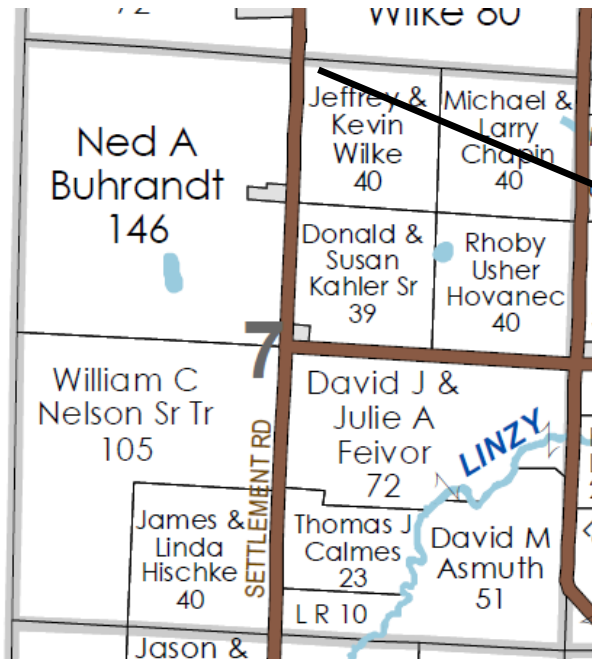 72
Wilke 80
Ned A
Buhrandt
146
Jeffrey &
Kevin
Wilke
40
Michael &
Larry
Chapin
40
Donald &
Susan
Kahler Sr
39
Rhoby
Usher
Hovanec
40
7
William C
Nelson Sr Tr
105
David J &
Julie A
Feivor
72
LINZY
SETTLEMENT RD
James &
Linda
Hischke
40
Thomas J
Calmes
23
David M
Asmuth
51
L R 10
Jason &